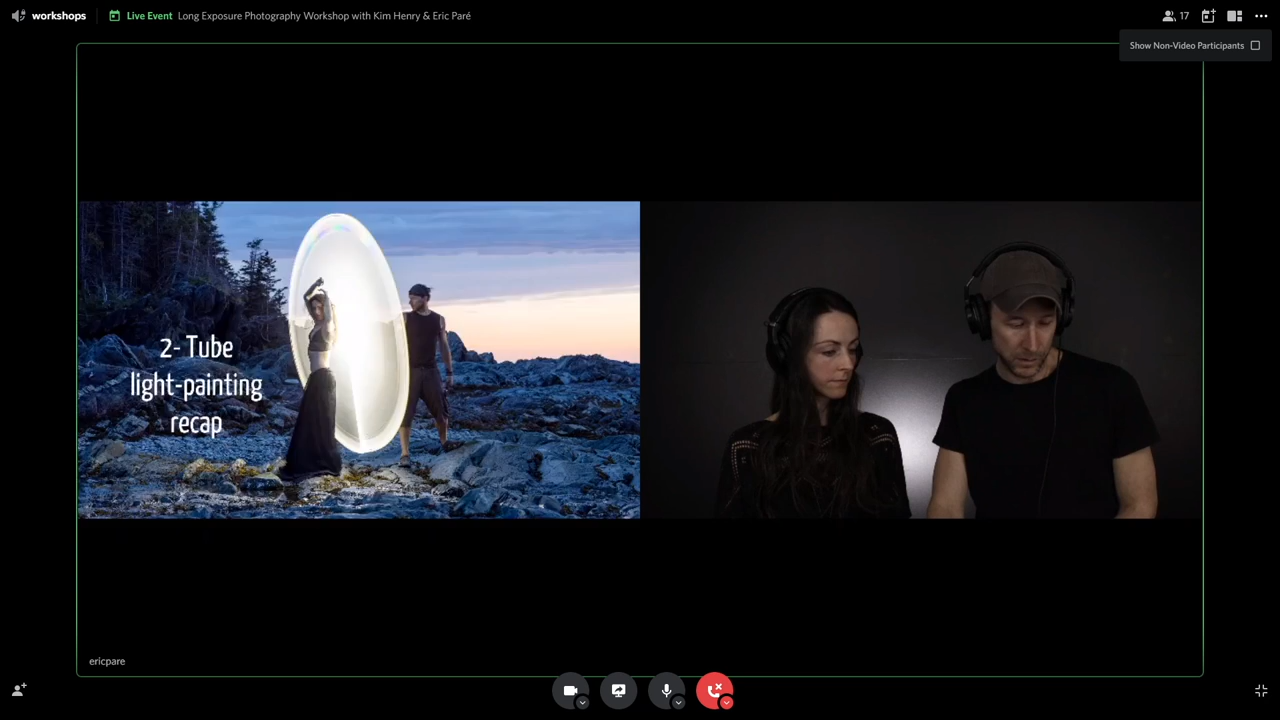 workshops
Live Event Long Exposure Photography Workshop with Kim Henry & Eric Paré
17
Show Non-Video Participants
2- Tube
light-painting
recap
ericpare